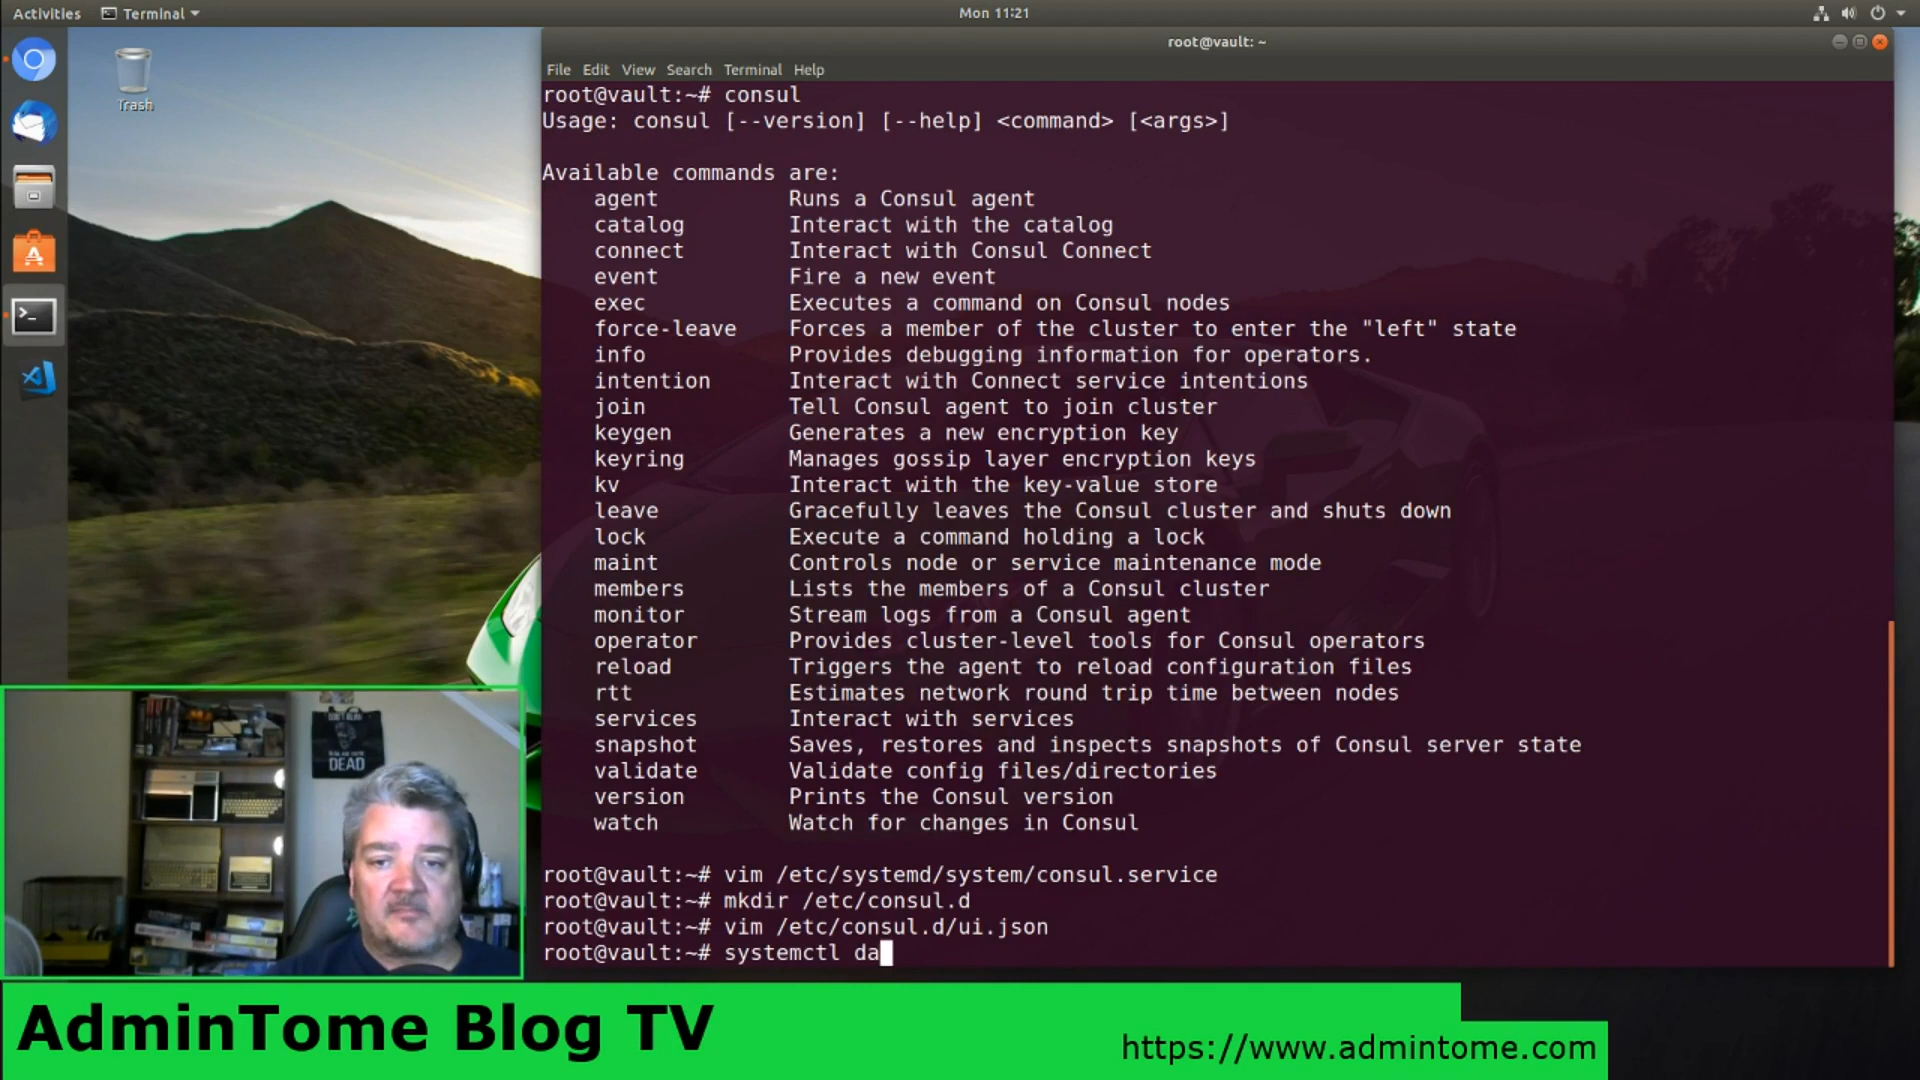 Activities Terminal Mon 11:21
Trash
root@vault: ~
File Edit View Search Terminal Help
root@vault:~# consul
Usage: consul [--version] [--help] <command> [<args>]
Available commands are:
agent Runs a Consul agent
catalog Interact with the catalog
connect Interact with Consul Connect
event Fire a new event
exec Executes a command on Consul nodes
force-leave Forces a member of the cluster to enter the "left" state
info Provides debugging information for operators.
intention Interact with Connect service intentions
join Tell Consul agent to join cluster
keygen Generates a new encryption key
keyring Manages gossip layer encryption keys
kv Interact with the key-value store
leave Gracefully leaves the Consul cluster and shuts down
lock Execute a command holding a lock
maint Controls node or service maintenance mode
members Lists the members of a Consul cluster
monitor Stream logs from a Consul agent
operator Provides cluster-level tools for Consul operators
reload Triggers the agent to reload configuration files
rtt Estimates network round trip time between nodes
services Interact with services
snapshot Saves, restores and inspects snapshots of Consul server state
validate Validate config files/directories
version Prints the Consul version
watch Watch for changes in Consul
root@vault:~# vim /etc/systemd/system/consul.service
root@vault:~# mkdir /etc/consul.d
root@vault:~# vim /etc/consul.d/ui.json
root@vault:~# systemctl da
DEAD
AdminTome Blog TV
https://www.admintome.com